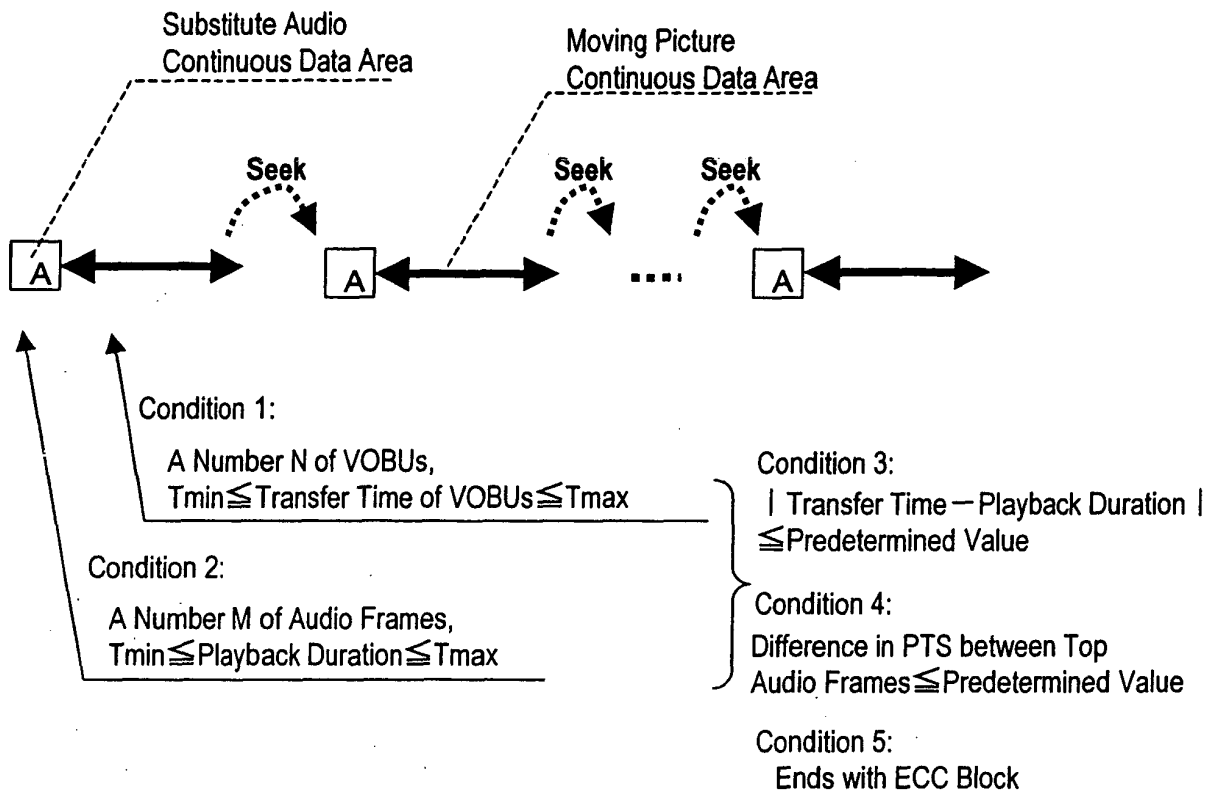 Substitute Audio
Continuous Data Area
Moving Picture
Continuous Data Area
Seek
Seek
Seek
A
A
A
Condition 1:
A Number N of VOBUs,
Tmin≦Transfer Time of VOBUs≦Tmax
Condition 2:
A Number M of Audio Frames,
Tmin≦Playback Duration≦Tmax
Condition 3:
| Transfer Time－Playback Duration |
≦Predetermined Value
Condition 4:
Difference in PTS between Top
Audio Frames≦Predetermined Value
Condition 5:
Ends with ECC Block